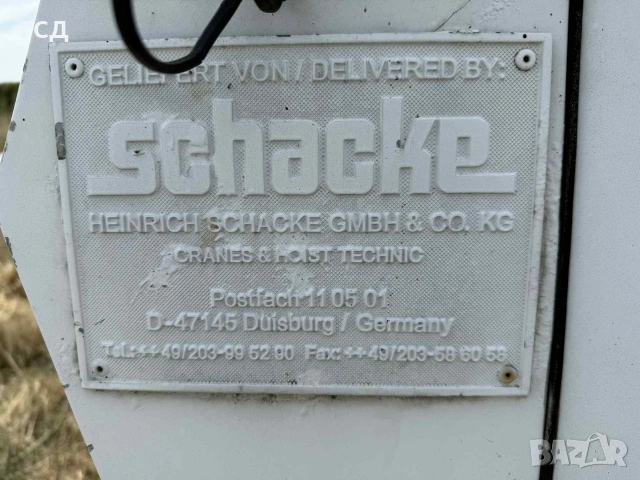 СД
GELIEFERT VON / DELIVERED BY:
schacke
HEINRICH SCHACKE GMBH & CO. KG
CRANES & HOIST TECHNIC
Postfach 11 05 01
D-47145 Duisburg / Germany
Tel.: ++ 49/203-99 52 90 Fax: ++ 49/203-58 60 58
BAZAR